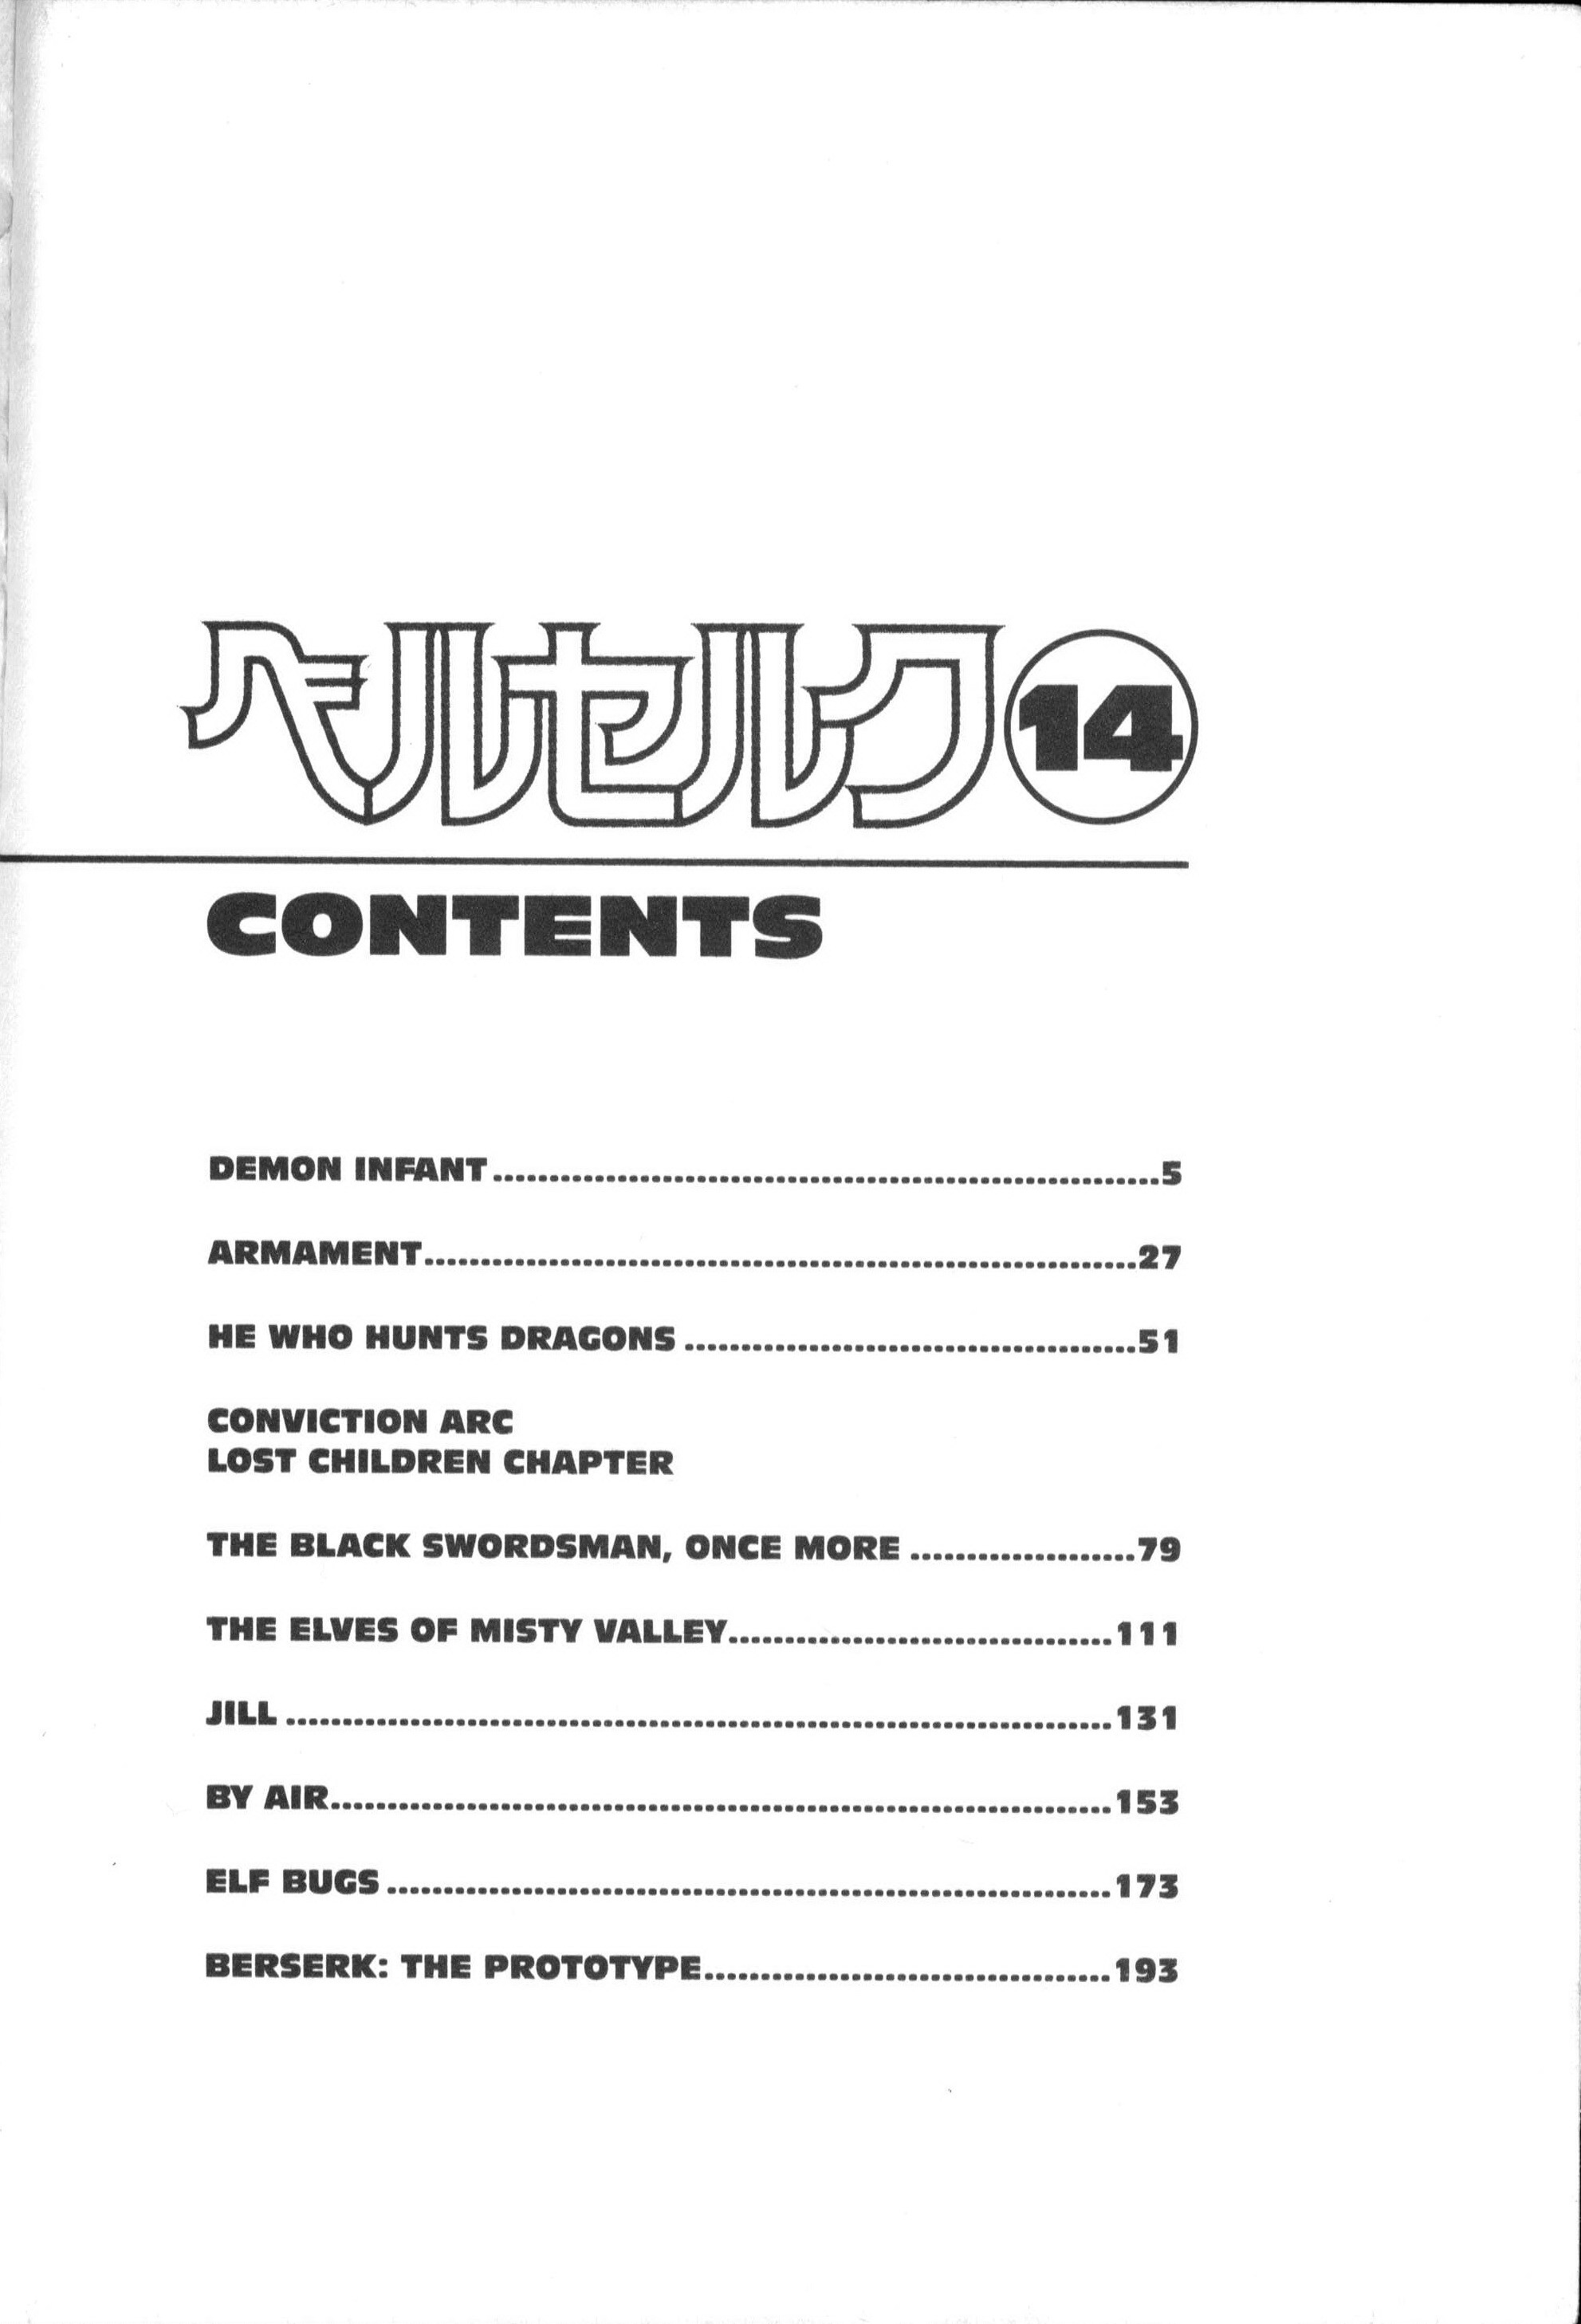 ベルセルク 14
CONTENTS
DEMON INFANT............................................................5
ARMAMENT................................................................27
HE WHO HUNTS DRAGONS ........................................51
CONVICTION ARC
LOST CHILDREN CHAPTER
THE BLACK SWORDSMAN, ONCE MORE ....................79
THE ELVES OF MISTY VALLEY..................................111
JILL ..........................................................................131
BY AIR......................................................................153
ELF BUGS .................................................................173
BERSERK: THE PROTOTYPE....................................193